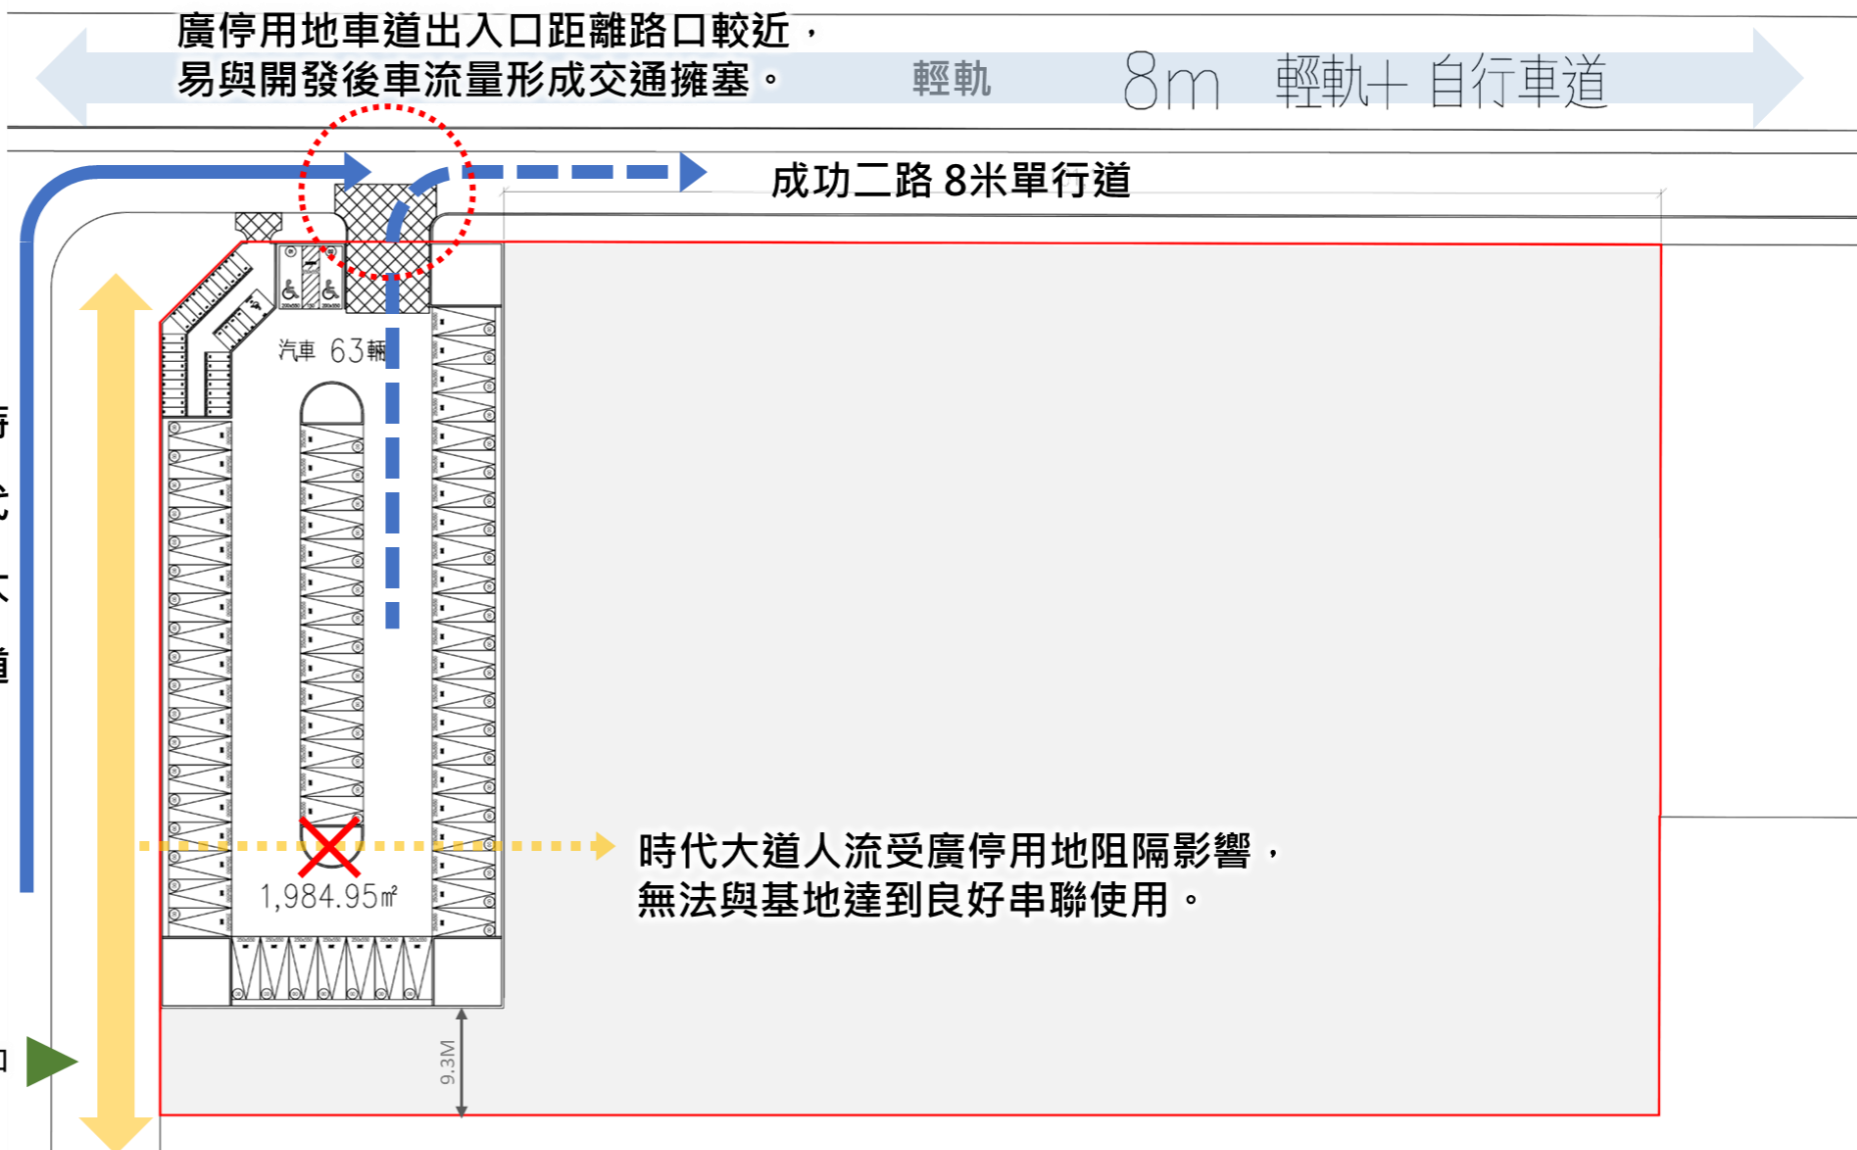 廣停用地車道出入口距離路口較近，
易與開發後車流量形成交通擁塞。
輕軌
8m 輕軌+ 自行車道
成功二路 8米單行道
汽車 63輛
道
時代大道人流受廣停用地阻隔影響，
無法與基地達到良好串聯使用。
1,984.95㎡
9.3M